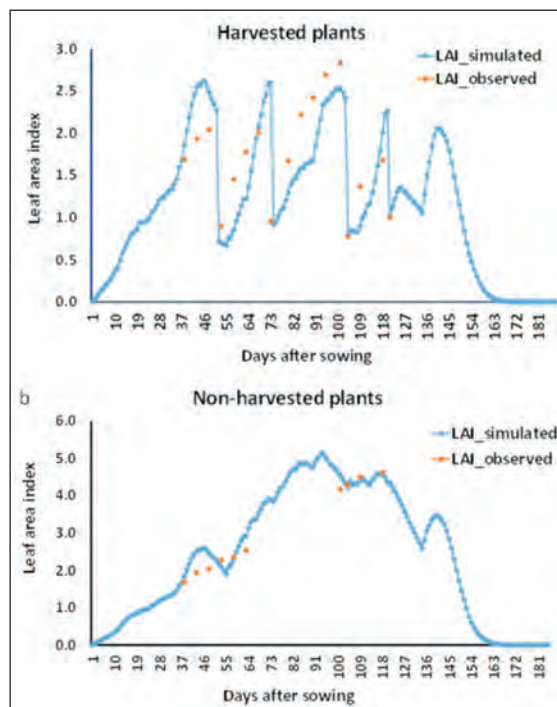 Harvested plants
3.0
2.5
2.0
1.5
1.0
0.5
0.0
Leaf area index
LAI_simulated
LAI_observed
1 10 19 28 37 46 55 64 73 82 91 100 109 118 127 136 145 154 163 172 181
Days after sowing
b
Non-harvested plants
6.0
5.0
4.0
3.0
2.0
1.0
0.0
Leaf area index
LAI_simulated
LAI_observed
1 10 19 28 37 46 55 64 73 82 91 100 109 118 127 136 145 154 163 172 181
Days after sowing